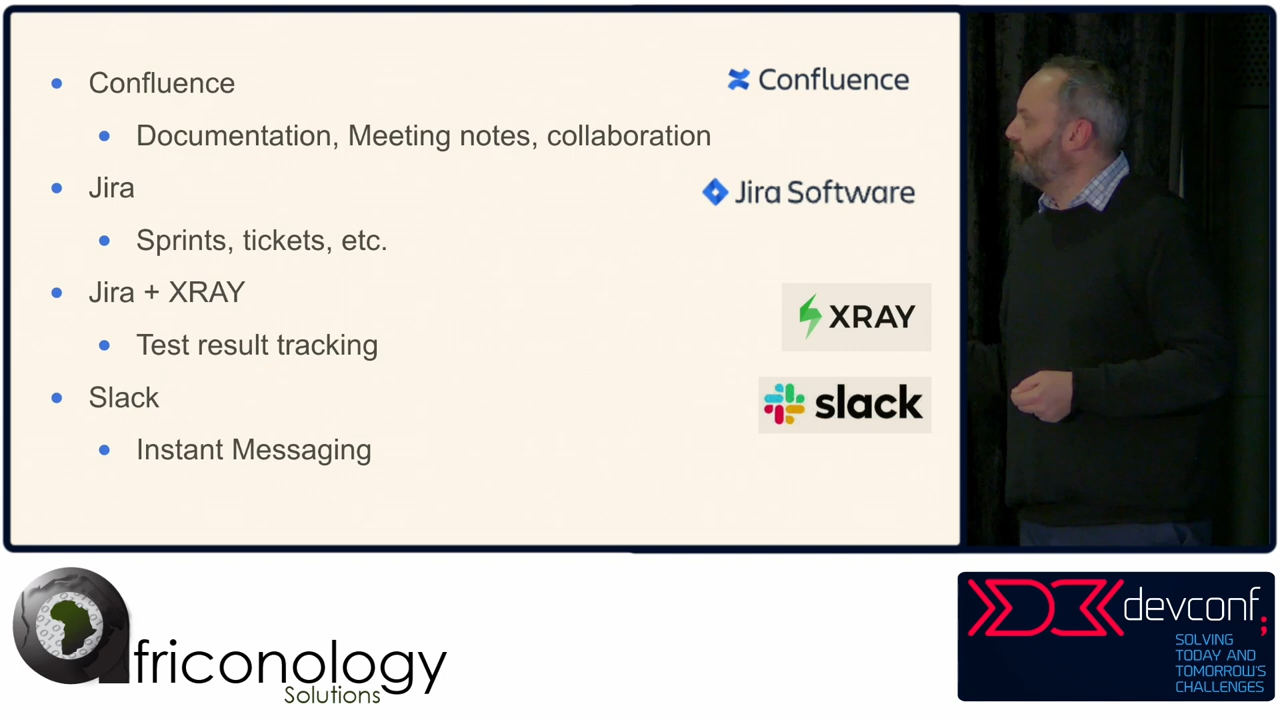 Confluence
Documentation, Meeting notes, collaboration
Jira
Sprints, tickets, etc.
Jira + XRAY
Test result tracking
Slack
Instant Messaging
Confluence
Jira Software
XRAY
slack
africonology
Solutions
devconf;
SOLVING
TODAY AND
TOMORROW'S
CHALLENGES